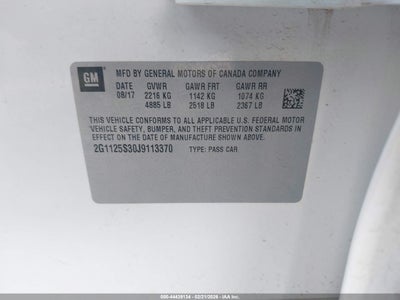 GM
MFD BY GENERAL MOTORS OF CANADA COMPANY
DATE GVWR GAWR FRT GAWR RR
08/17 2216 KG 1142 KG 1074 KG
4885 LB 2518 LB 2367 LB
THIS VEHICLE CONFORMS TO ALL APPLICABLE U.S. FEDERAL MOTOR
VEHICLE SAFETY, BUMPER, AND THEFT PREVENTION STANDARDS
IN EFFECT ON THE DATE OF MANUFACTURE SHOWN ABOVE.
2G1125S30J9113370 TYPE: PASS CAR